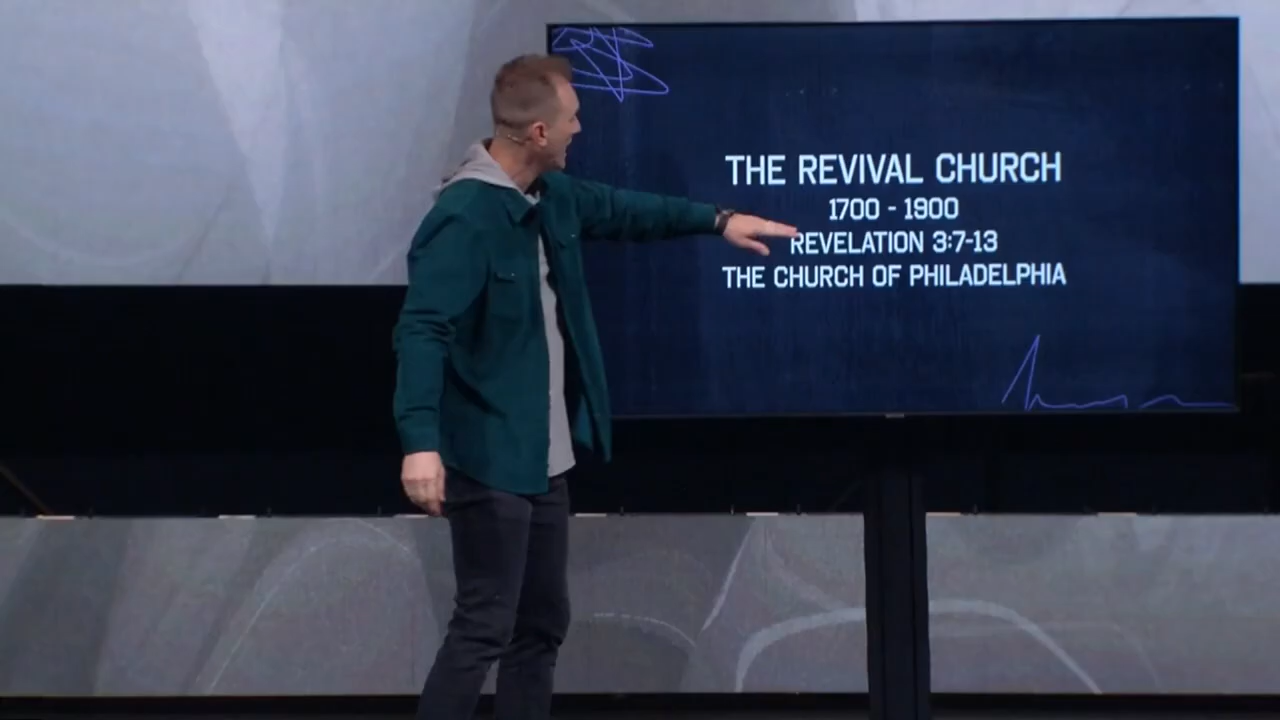 THE REVIVAL CHURCH
1700 - 1900
REVELATION 3:7-13
THE CHURCH OF PHILADELPHIA